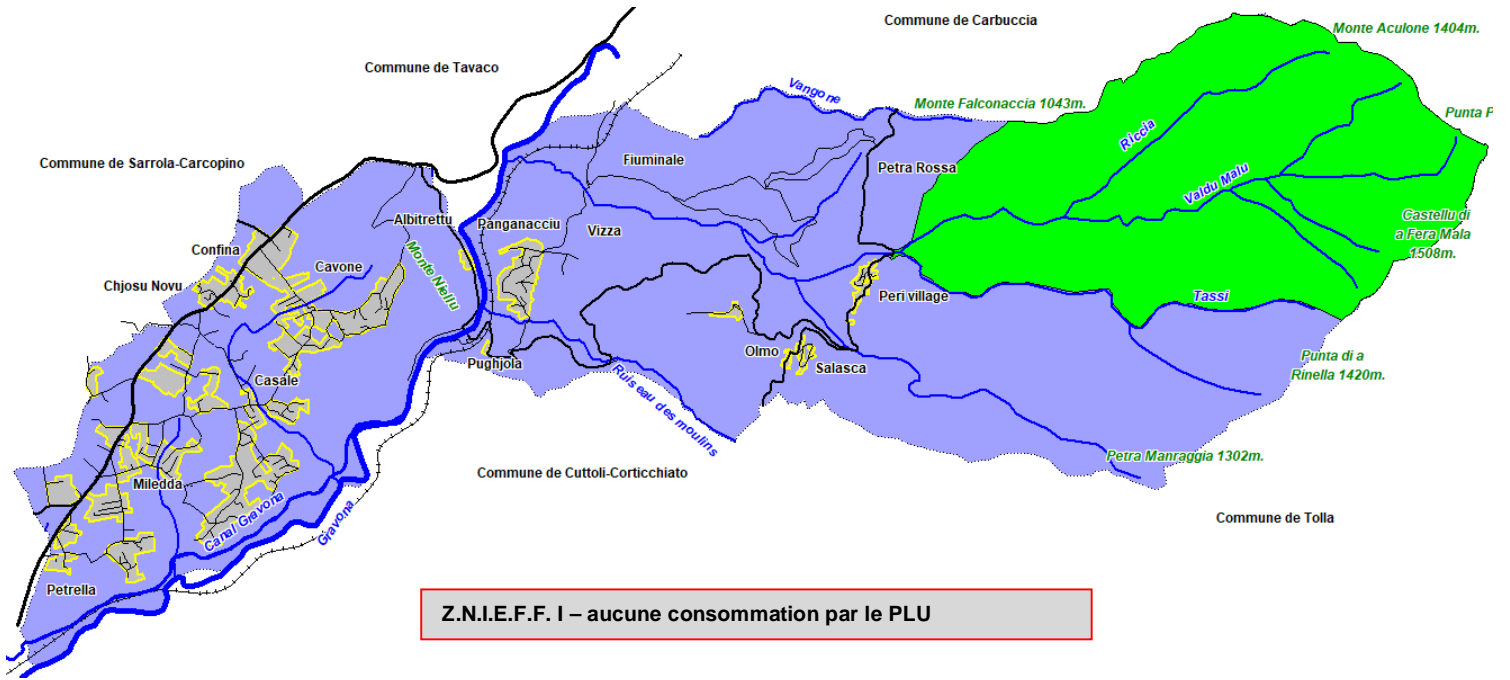 Commune de Carbuccia
Monte Aculone 1404m.
Commune de Tavaco
Vangone
Monte Falconaccia 1043m.
Punta P
Riccia
Commune de Sarrola-Carcopino
Fiuminale
Petra Rossa
Valdu Malu
Albitrettu
Panganacciu
Vizza
Castellu di
a Fera Mala
1508m.
Confina
Cavone
Monte Niellu
Chjosu Novu
Peri village
Tassi
Pughjola
Olmo
Salasca
Punta di a
Rinella 1420m.
Casale
Ruiseau des moulins
Petra Manraggia 1302m.
Commune de Cuttoli-Corticchiato
Miledda
Canal Gravona
Gravona
Commune de Tolla
Petrella
Z.N.I.E.F.F. I – aucune consommation par le PLU